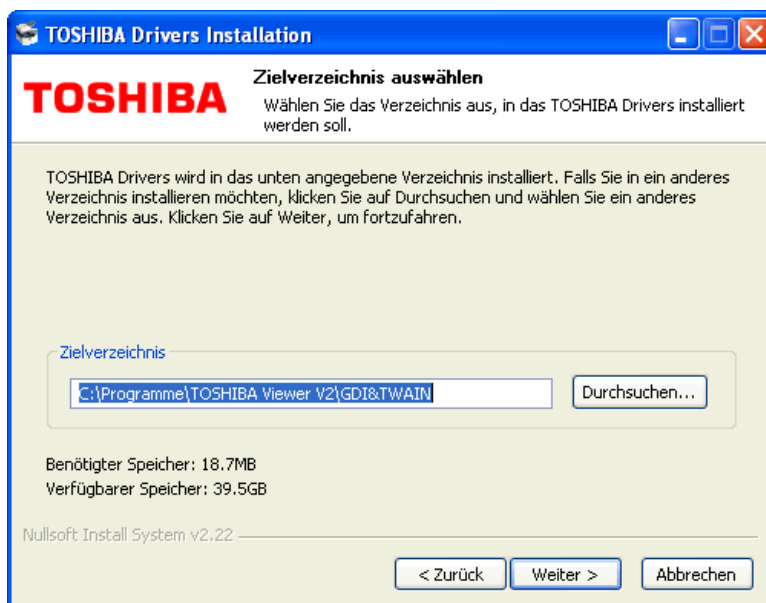 TOSHIBA Drivers Installation
TOSHIBA
Zielverzeichnis auswählen
Wählen Sie das Verzeichnis aus, in das TOSHIBA Drivers installiert
werden soll.
TOSHIBA Drivers wird in das unten angegebene Verzeichnis installiert. Falls Sie in ein anderes
Verzeichnis installieren möchten, klicken Sie auf Durchsuchen und wählen Sie ein anderes
Verzeichnis aus. Klicken Sie auf Weiter, um fortzufahren.
Zielverzeichnis
C:\Programme\TOSHIBA Viewer V2\GDI&TWAIN
Durchsuchen...
Benötigter Speicher: 18.7MB
Verfügbarer Speicher: 39.5GB
Nullsoft Install System v2.22
< Zurück
Weiter >
Abbrechen